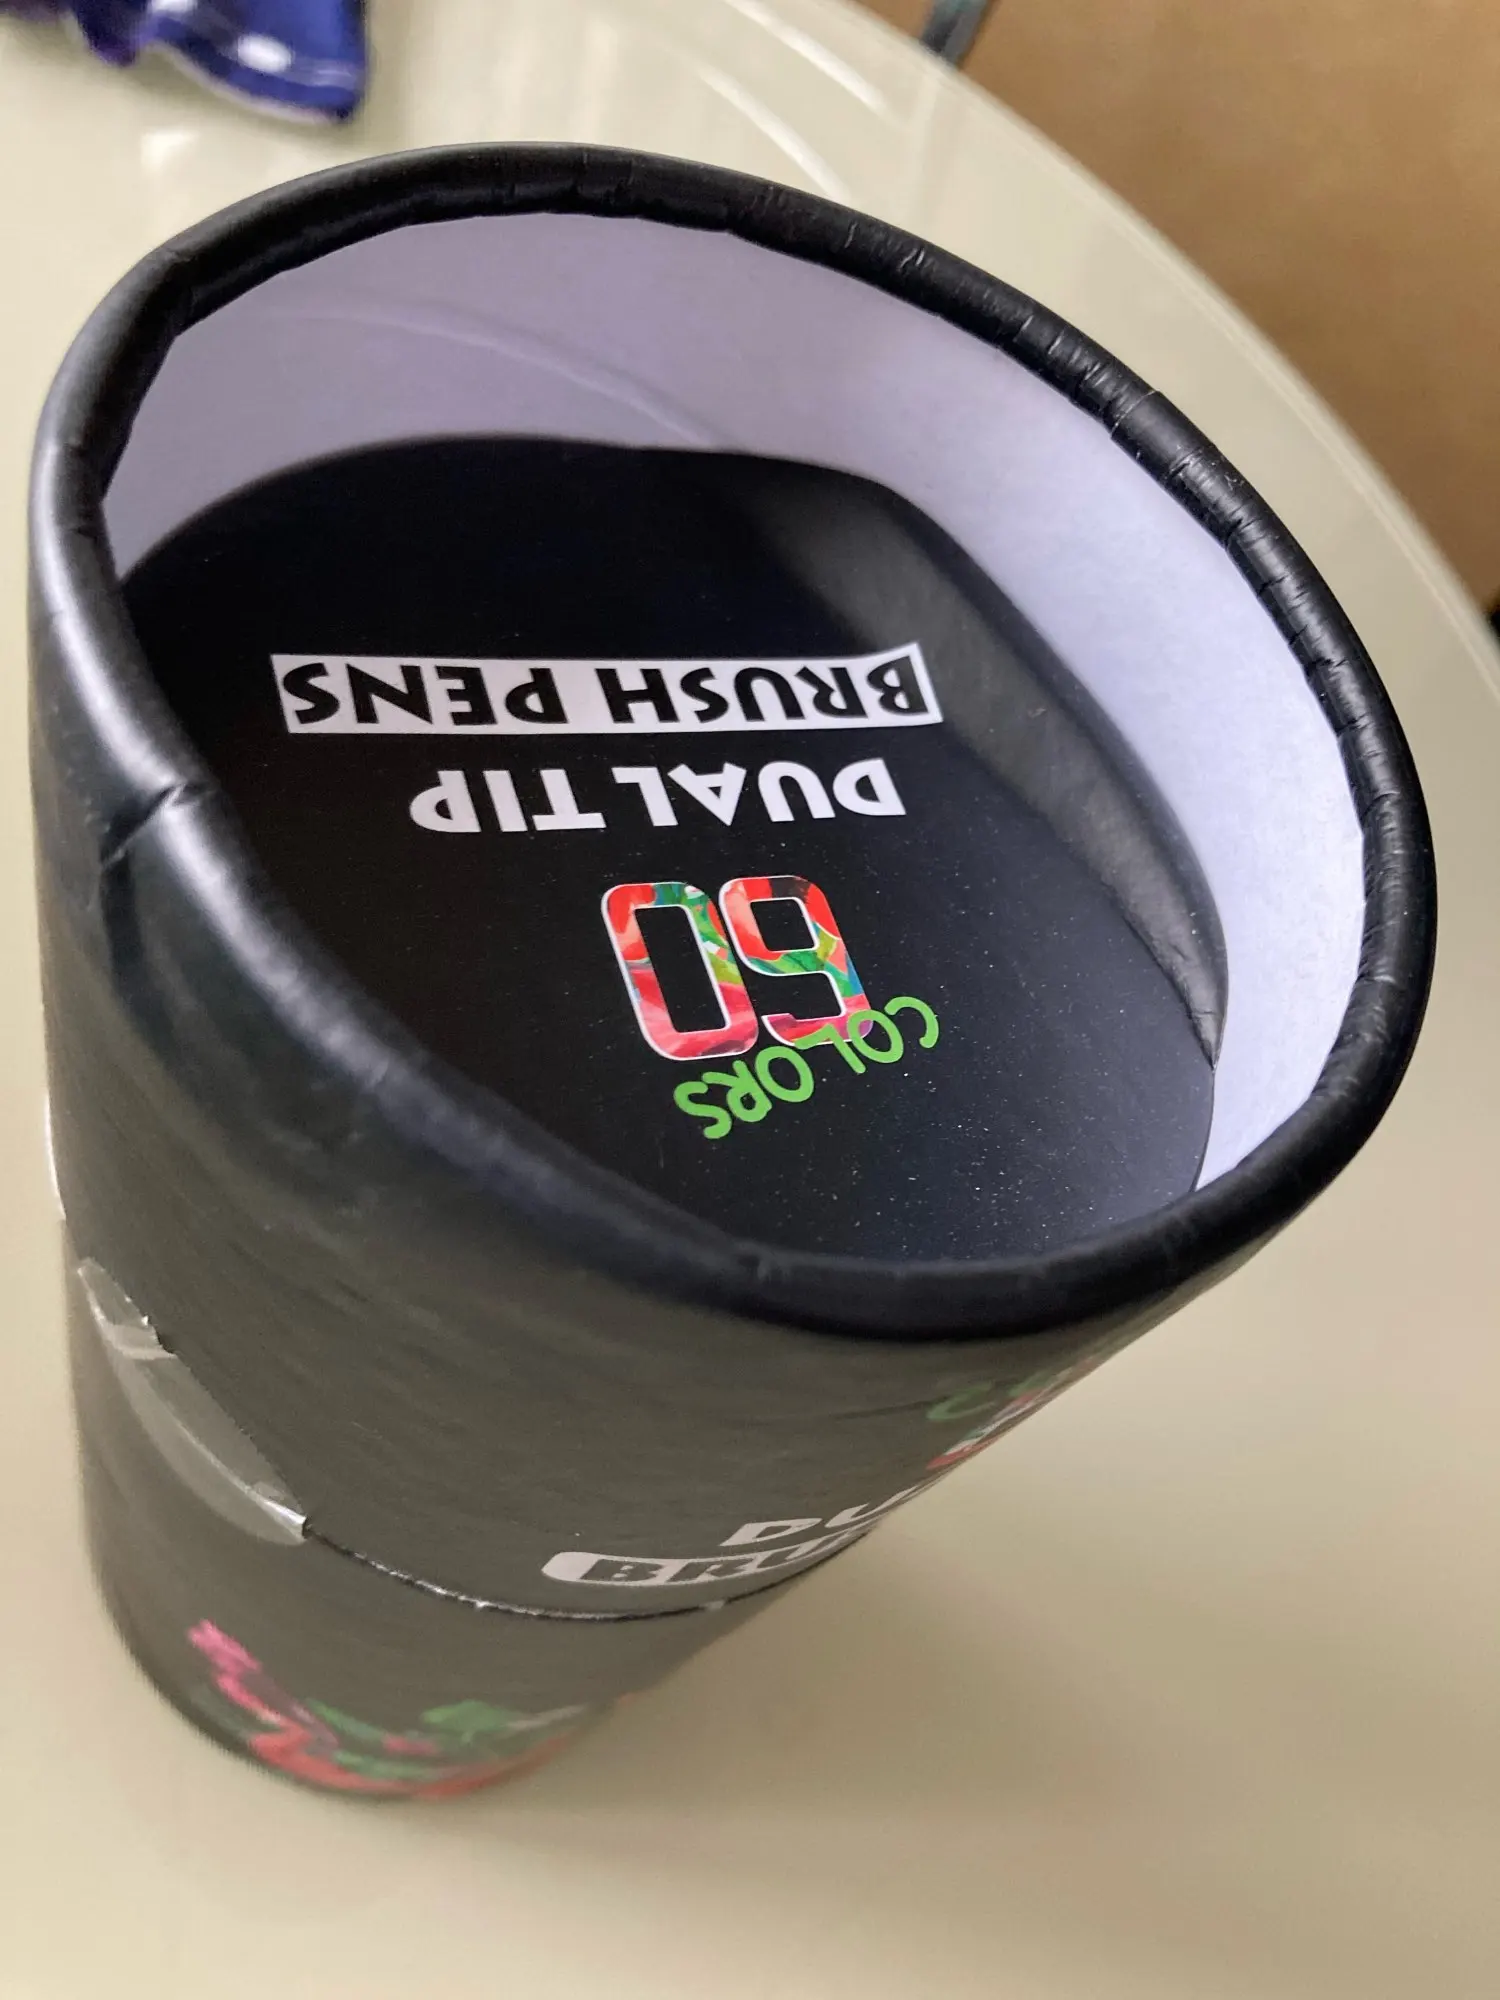 COLORS
60
DUAL TIP
BRUSH PENS